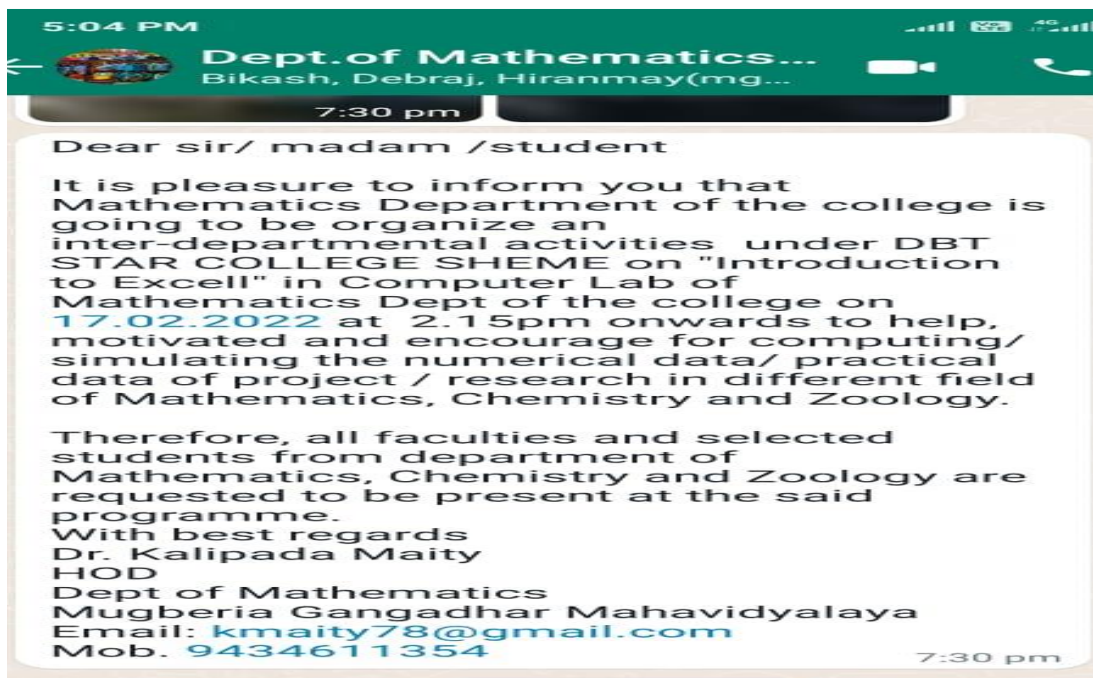 5:04 PM Vo LTE 4G
Dept.of Mathematics...
Bikash, Debraj, Hiranmay(mg...
7:30 pm
Dear sir/ madam /student
It is pleasure to inform you that
Mathematics Department of the college is
going to be organize an
inter-departmental activities under DBT
STAR COLLEGE SHEME on "Introduction
to Excell" in Computer Lab of
Mathematics Dept of the college on
17.02.2022 at 2.15pm onwards to help,
motivated and encourage for computing/
simulating the numerical data/ practical
data of project / research in different field
of Mathematics, Chemistry and Zoology.
Therefore, all faculties and selected
students from department of
Mathematics, Chemistry and Zoology are
requested to be present at the said
programme.
With best regards
Dr. Kalipada Maity
HOD
Dept of Mathematics
Mugberia Gangadhar Mahavidyalaya
Email: kmaity78@gmail.com
Mob. 9434611354
7:30 pm